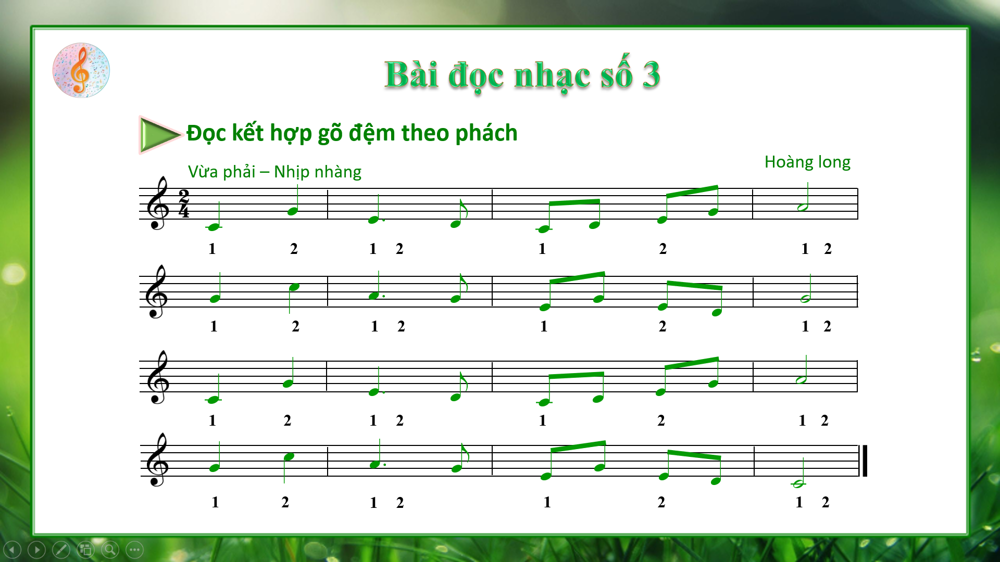 Bài đọc nhạc số 3
Đọc kết hợp gõ đệm theo phách
Hoàng long
Vừa phải – Nhịp nhàng
2
4
1 2 1 2 1 2 1 2
1 2 1 2 1 2 1 2
1 2 1 2 1 2 1 2
1 2 1 2 1 2 1 2